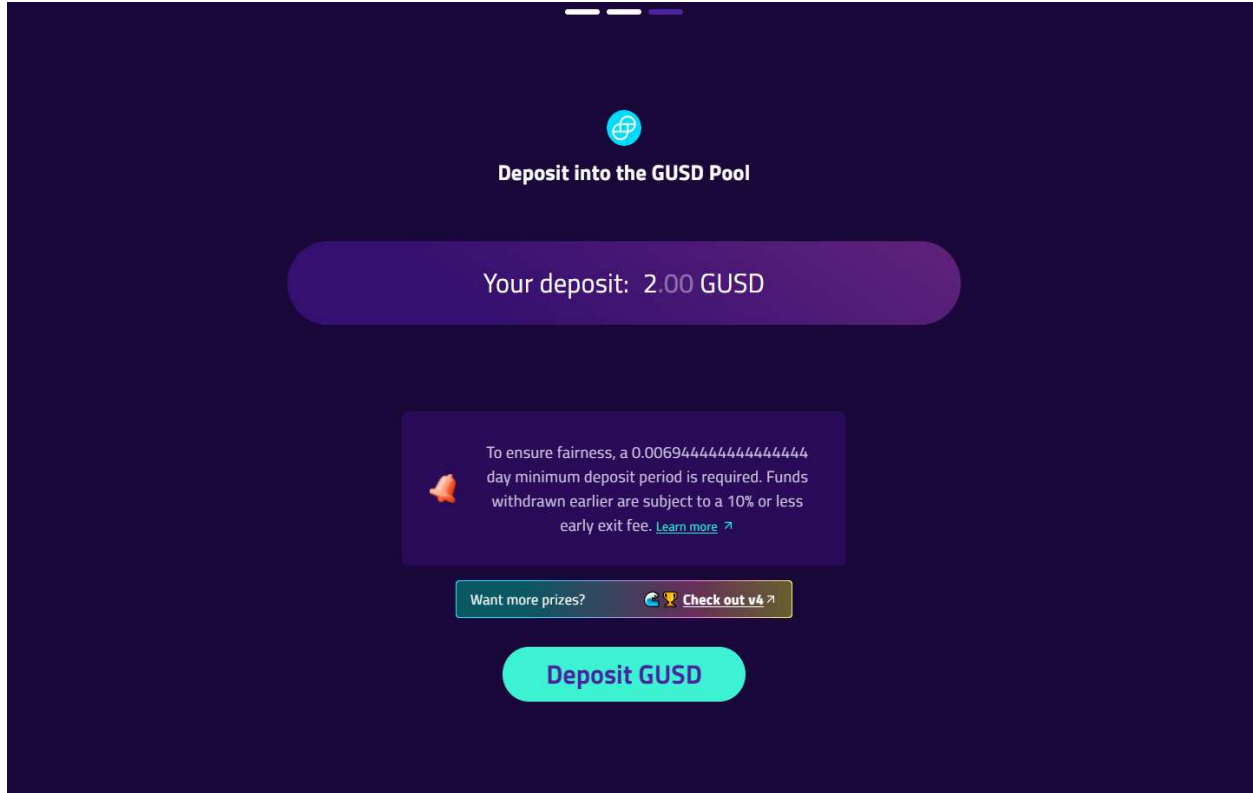 Deposit into the GUSD Pool
Your deposit: 2.00 GUSD
To ensure fairness, a 0.006944444444444444
day minimum deposit period is required. Funds
withdrawn earlier are subject to a 10% or less
early exit fee. Learn more
Want more prizes? Check out v4
Deposit GUSD